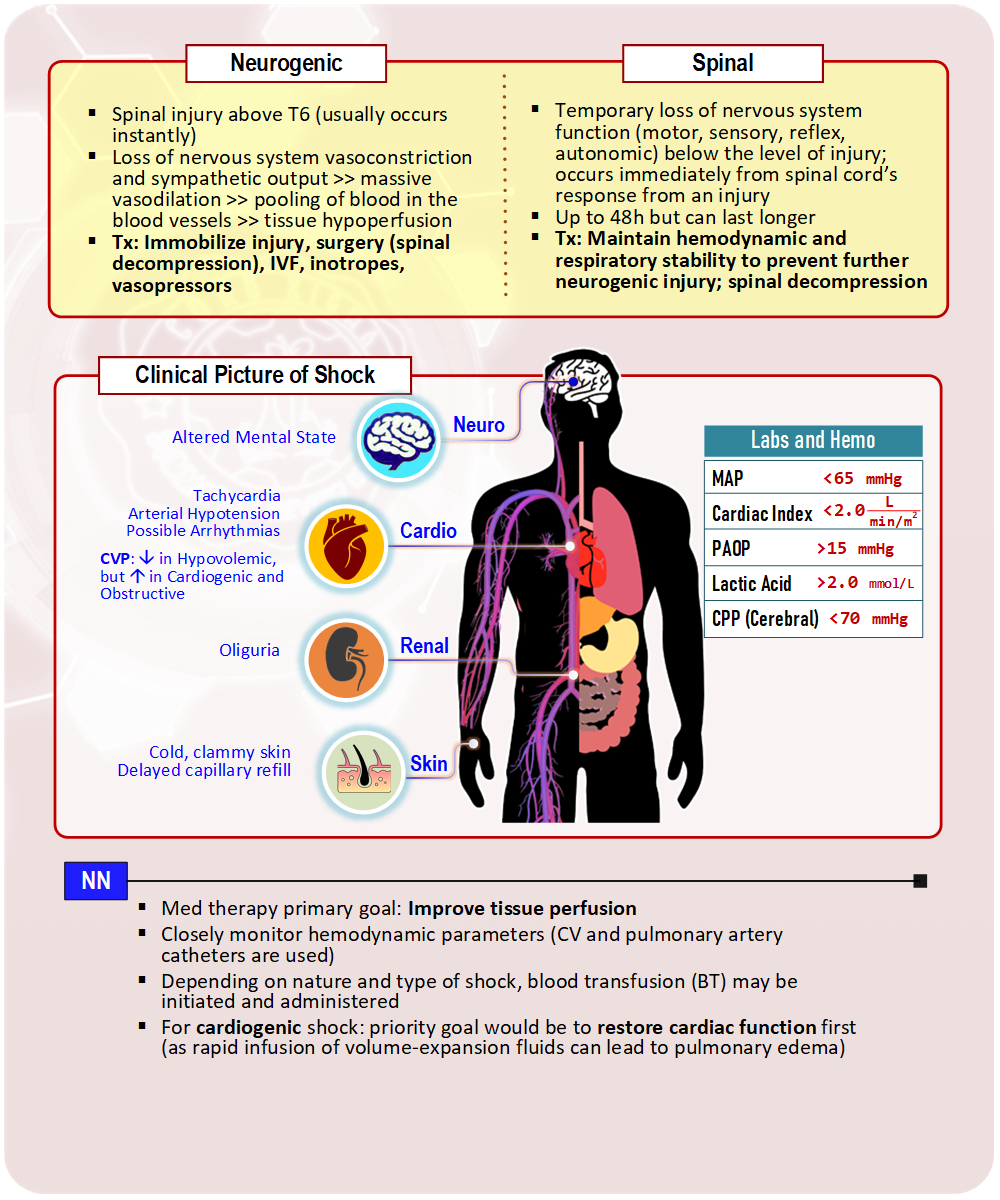 Neurogenic
▪ Spinal injury above T6 (usually occurs
instantly)
▪ Loss of nervous system vasoconstriction
and sympathetic output >> massive
vasodilation >> pooling of blood in the
blood vessels >> tissue hypoperfusion
▪ Tx: Immobilize injury, surgery (spinal
decompression), IVF, inotropes,
vasopressors
Spinal
▪ Temporary loss of nervous system
function (motor, sensory, reflex,
autonomic) below the level of injury;
occurs immediately from spinal cord’s
response from an injury
▪ Up to 48h but can last longer
▪ Tx: Maintain hemodynamic and
respiratory stability to prevent further
neurogenic injury; spinal decompression
Clinical Picture of Shock
Altered Mental State
Neuro
Tachycardia
Arterial Hypotension
Possible Arrhythmias
CVP: ↓ in Hypovolemic,
but ↑ in Cardiogenic and
Obstructive
Cardio
Oliguria
Renal
Cold, clammy skin
Delayed capillary refill
Skin
Labs and Hemo
MAP <65 mmHg
Cardiac Index <2.0 L/min/m²
PAOP >15 mmHg
Lactic Acid >2.0 mmol/L
CPP (Cerebral) <70 mmHg
NN
▪ Med therapy primary goal: Improve tissue perfusion
▪ Closely monitor hemodynamic parameters (CV and pulmonary artery
catheters are used)
▪ Depending on nature and type of shock, blood transfusion (BT) may be
initiated and administered
▪ For cardiogenic shock: priority goal would be to restore cardiac function first
(as rapid infusion of volume-expansion fluids can lead to pulmonary edema)